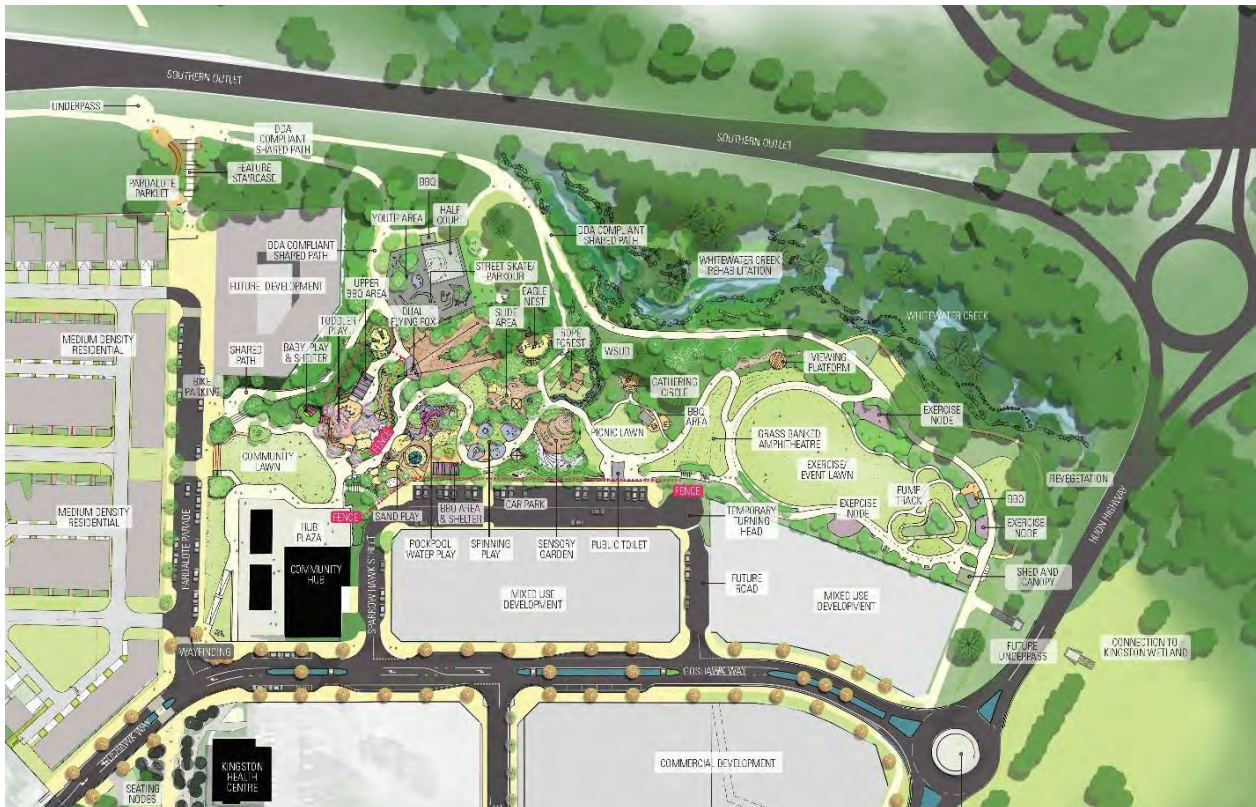 SOUTHERN OUTLET
UNDERPASS
DDA
COMPLIANT
SHARED PATH
FEATURE
STAIRCASE
PARDALOTE
PARKLET
SOUTHERN OUTLET
BBQ
YOUTH AREA
HALF
COURT
DDA COMPLIANT
SHARED PATH
DDA COMPLIANT
SHARED PATH
STREET SKATE/
PARKOUR
WHITEWATER CREEK
REHABILITATION
FUTURE DEVELOPMENT
UPPER
BBQ AREA
EAGLE
NEST
DUAL
FLYING FOX
SLIDE
AREA
WHITEWATER CREEK
TODDLER
PLAY
ROPE
FOREST
MEDIUM DENSITY
RESIDENTIAL
BABY PLAY
& SHELTER
WSUD
SHARED
PATH
VIEWING
PLATFORM
BIKE
PARKING
GATHERING
CIRCLE
BBQ
AREA
EXERCISE
NODE
PICNIC LAWN
FENCE
GRASS BANKED
AMPHITHEATRE
COMMUNITY
LAWN
EXERCISE/
EVENT LAWN
REVEGETATION
PUMP
TRACK
BBQ
FENCE
CAR PARK
EXERCISE
NODE
MEDIUM DENSITY
RESIDENTIAL
FENCE
SAND PLAY
BBQ AREA
& SHELTER
TEMPORARY
TURNING
HEAD
EXERCISE
NODE
HUB
PLAZA
ROCKPOOL
WATER PLAY
SPINNING
PLAY
SENSORY
GARDEN
PUBLIC TOILET
HUON HIGHWAY
COMMUNITY
HUB
SHED AND
CANOPY
FUTURE
ROAD
PARDALOTE PARADE
SPARROW HAWK STREET
MIXED USE
DEVELOPMENT
MIXED USE
DEVELOPMENT
WAYFINDING
FUTURE
UNDERPASS
CONNECTION TO
KINGSTON WETLAND
GOSHAWK WAY
GOSHAWK WAY
KINGSTON
HEALTH
CENTRE
COMMERCIAL DEVELOPMENT
SEATING
NODES